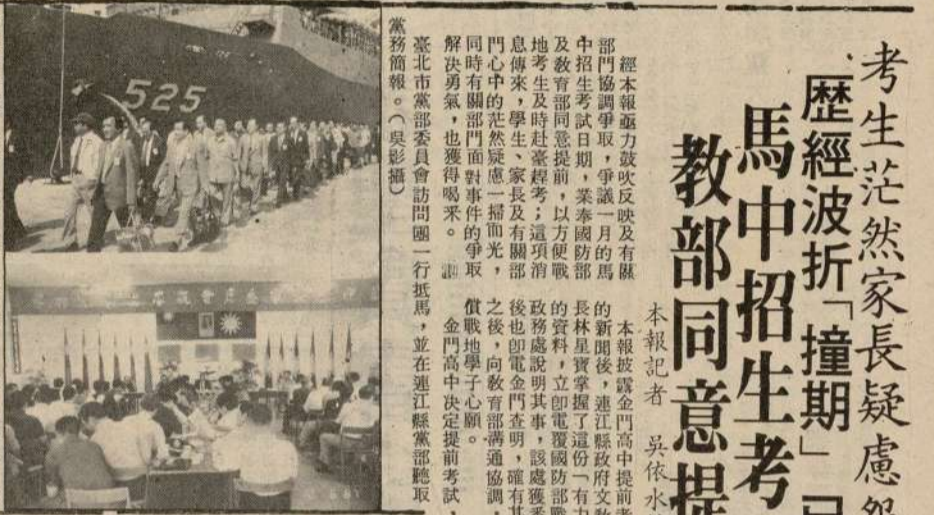 考生茫然家長疑慮
歷經波折「撞期」已
馬中招生考
教部同意提
本報記者 吳依水
經本報亟力鼓吹反映及有關
部門協調爭取，爭議一月的馬
中招生考試日期，業奉國防部
及教育部同意提前，以方便戰
地考生及時赴臺趕考；這項消
息傳來，學生、家長及有關部
門心中的茫然疑慮一掃而光，
同時有關部門面對事件的爭取
解決勇氣，也獲得喝釆。
本報披露金門高中提前考
的新聞後，連江縣政府文教
長林星寶掌握了這份「有力
的資料，立卽電覆國防部戰
政務處說明其事，該處獲悉
後也卽電金門查明，確有其
之後，向教育部溝通協調，
償戰地學子心願。
金門高中決定提前考試，
臺北市黨部委員會訪問團一行抵馬，並在連江縣黨部聽取
黨務簡報。（吳影攝）
525